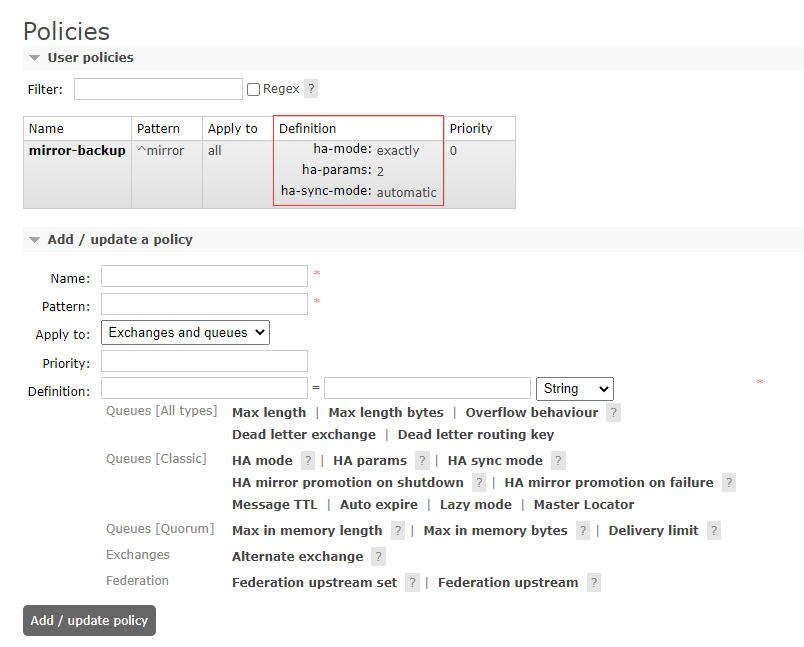 Policies
User policies
Filter: Regex ?
Name Pattern Apply to Definition Priority
mirror-backup ^mirror all ha-mode: exactly 0
ha-params: 2
ha-sync-mode: automatic
Add / update a policy
Name: *
Pattern: *
Apply to: Exchanges and queues
Priority:
Definition: = String *
Queues [All types] Max length | Max length bytes | Overflow behaviour ?
Dead letter exchange | Dead letter routing key
Queues [Classic] HA mode ? | HA params ? | HA sync mode ?
HA mirror promotion on shutdown ? | HA mirror promotion on failure ?
Message TTL | Auto expire | Lazy mode | Master Locator
Queues [Quorum] Max in memory length ? | Max in memory bytes ? | Delivery limit ?
Exchanges Alternate exchange ?
Federation Federation upstream set ? | Federation upstream ?
Add / update policy